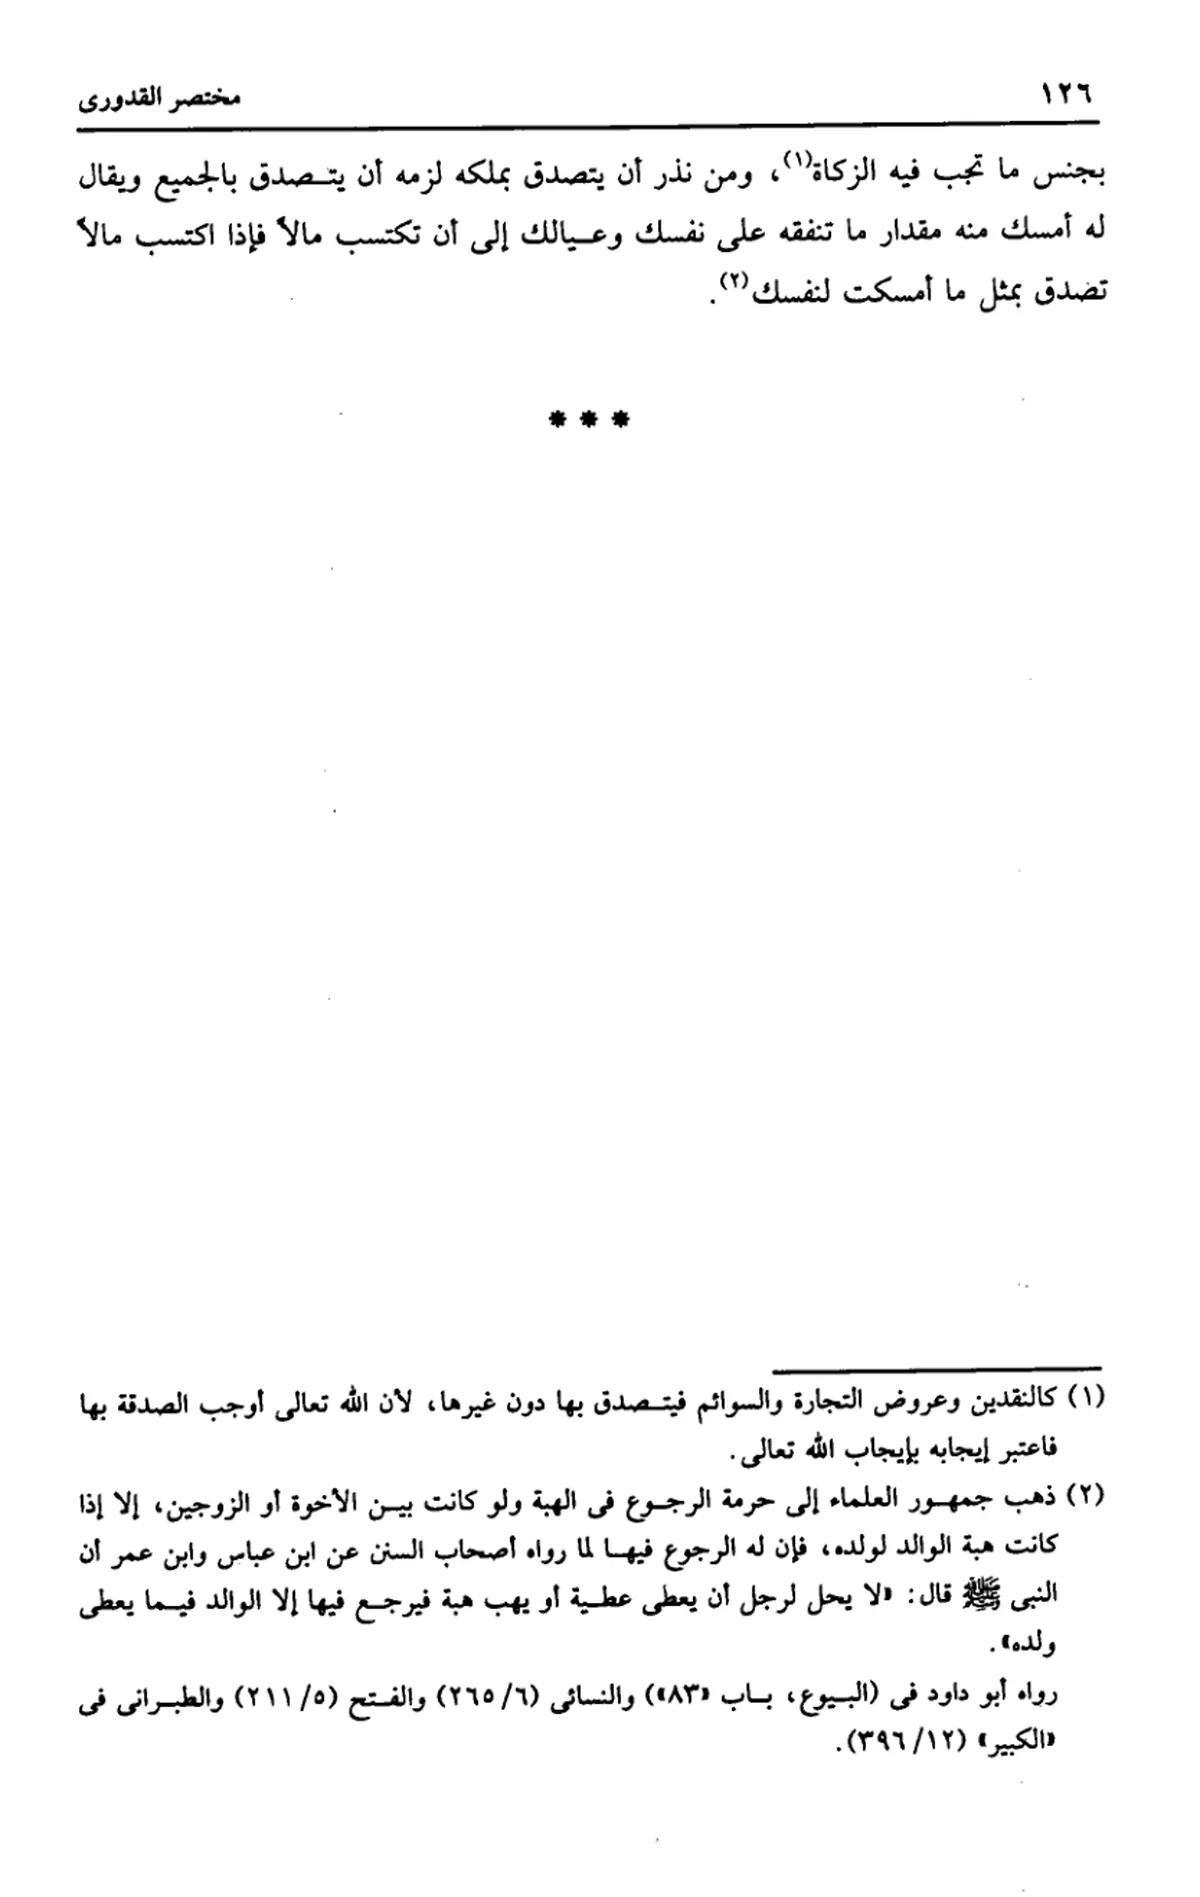 ١٢٦ مختصر القدورى
بجنس ما تجب فيه الزكاة(١)، ومن نذر أن يتصدق بملكه لزمه أن يتصدق بالجميع ويقال
له أمسك منه مقدار ما تنفقه على نفسك وعيالك إلى أن تكتسب مالاً فإذا اكتسب مالاً
تصدق بمثل ما أمسكت لنفسك(٢).
* * *
(١) كالنقدين وعروض التجارة والسوائم فيتصدق بها دون غيرها، لأن الله تعالى أوجب الصدقة بها
فاعتبر إيجابه بإيجاب الله تعالى.
(٢) ذهب جمهور العلماء إلى حرمة الرجوع فى الهبة ولو كانت بين الأخوة أو الزوجين، إلا إذا
كانت هبة الوالد لولده، فإن له الرجوع فيها لما رواه أصحاب السنن عن ابن عباس وابن عمر أن
النبى ﷺ قال: «لا يحل لرجل أن يعطى عطية أو يهب هبة فيرجع فيها إلا الوالد فيما يعطى
ولده».
رواه أبو داود فى (البيوع، باب «٨٣») والنسائى (٦/ ٢٦٥) والفتح (٥/ ٢١١) والطبرانى فى
«الكبير» (١٢/ ٣٩٦).